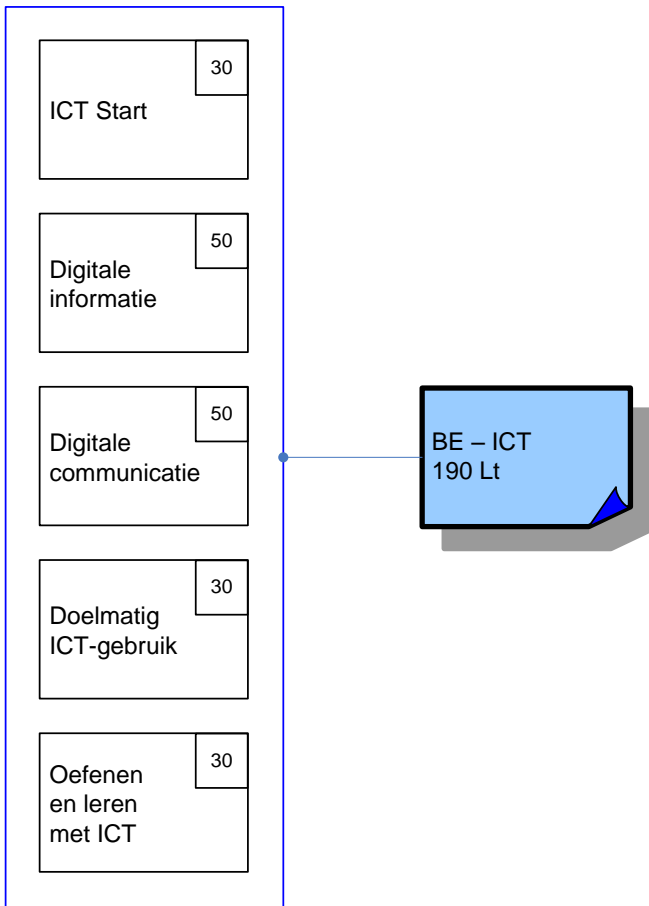 30
ICT Start
50
Digitale
informatie
50
Digitale
communicatie
BE – ICT
190 Lt
30
Doelmatig
ICT-gebruik
30
Oefenen
en leren
met ICT